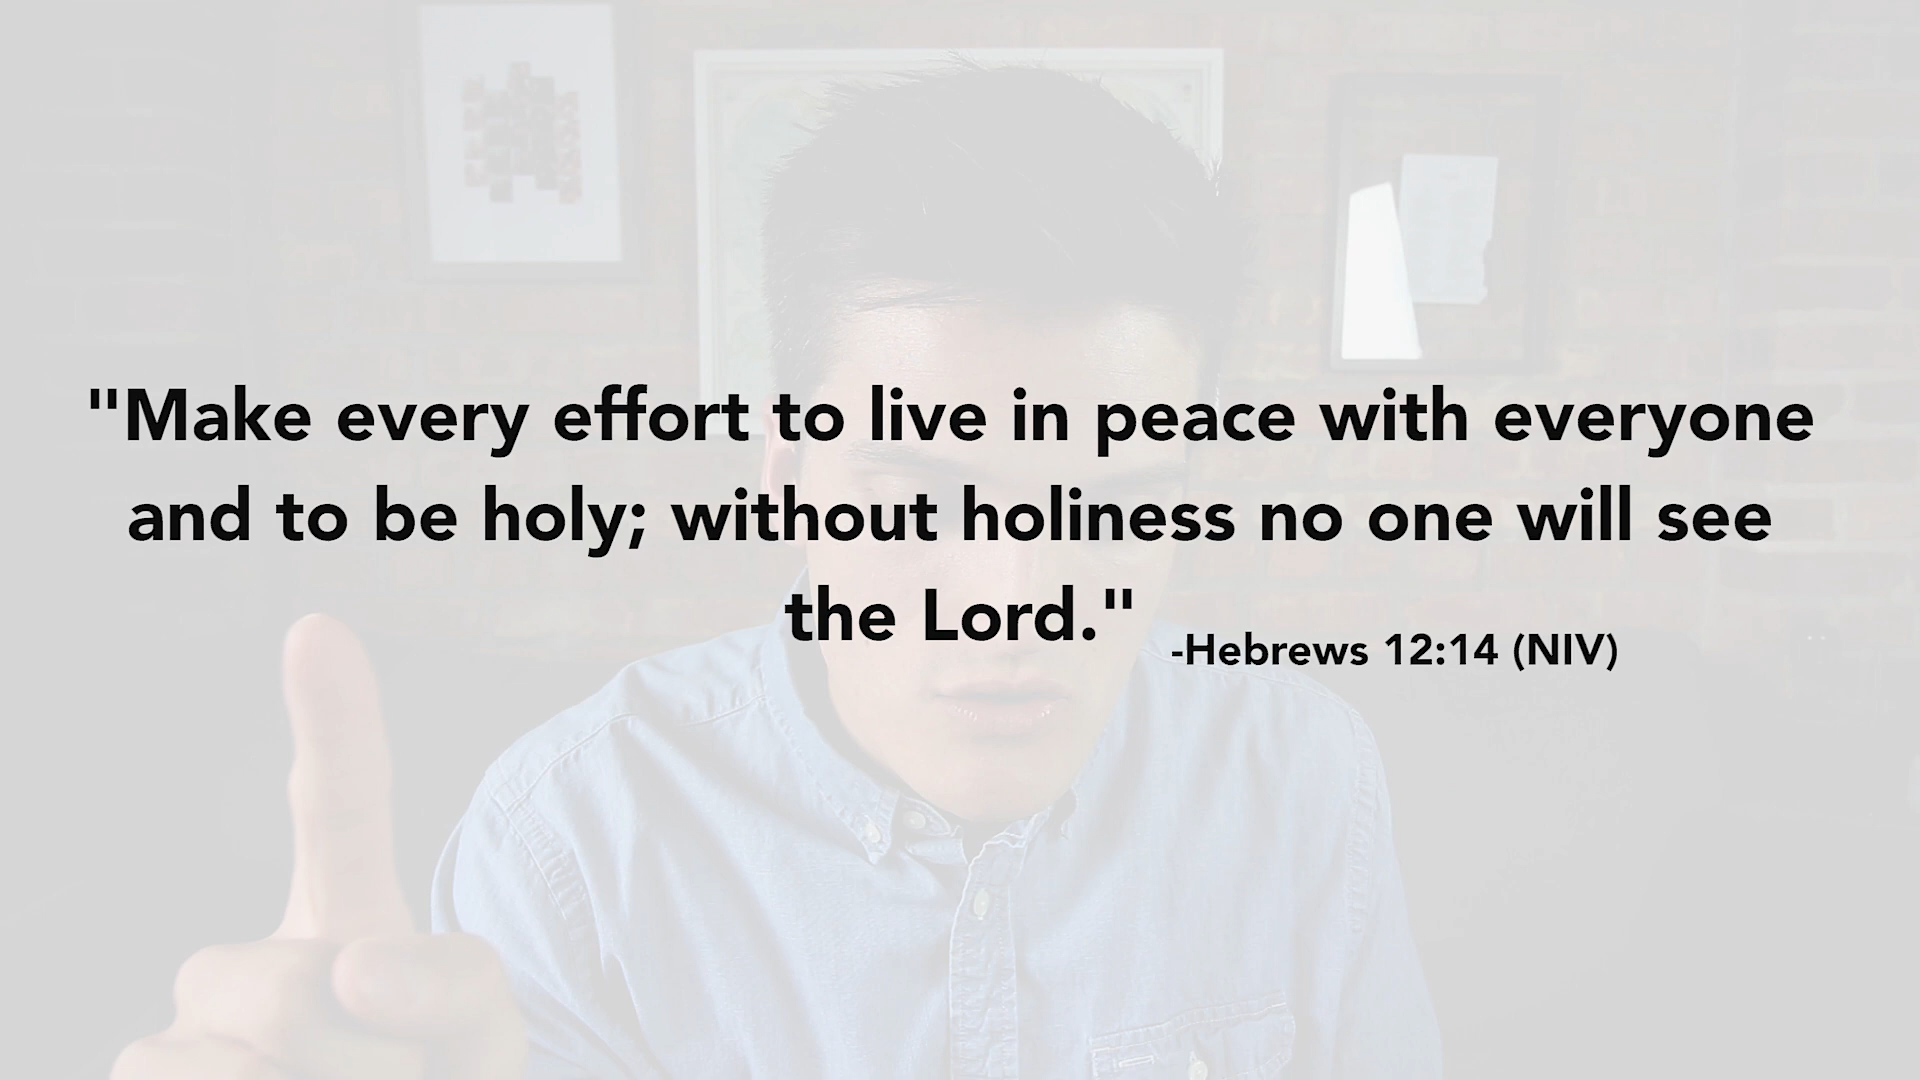 "Make every effort to live in peace with everyone
and to be holy; without holiness no one will see
the Lord."
-Hebrews 12:14 (NIV)